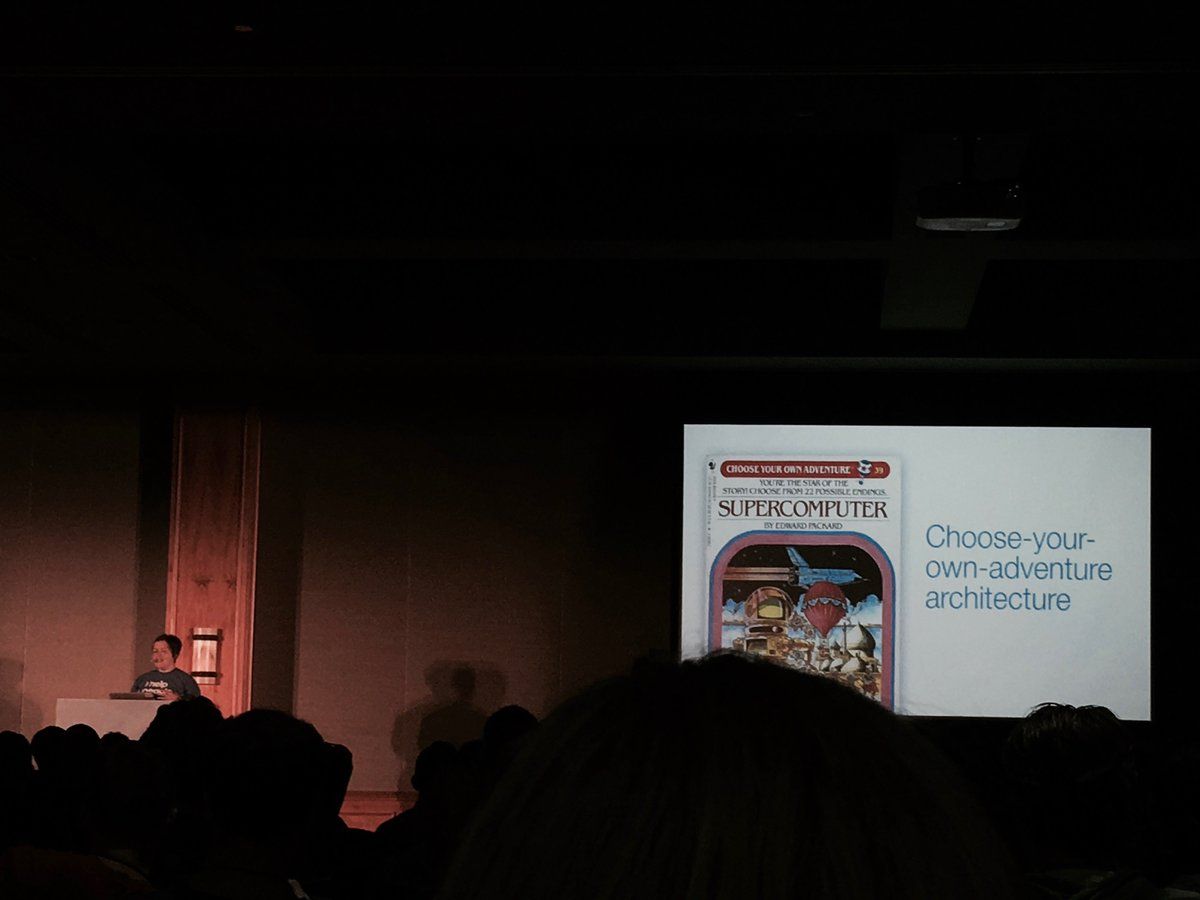 CHOOSE YOUR OWN ADVENTURE 39
YOU'RE THE STAR OF THE
STORY! CHOOSE FROM 22 POSSIBLE ENDINGS.
SUPERCOMPUTER
BY EDWARD PACKARD
Choose-your-
own-adventure
architecture
i help